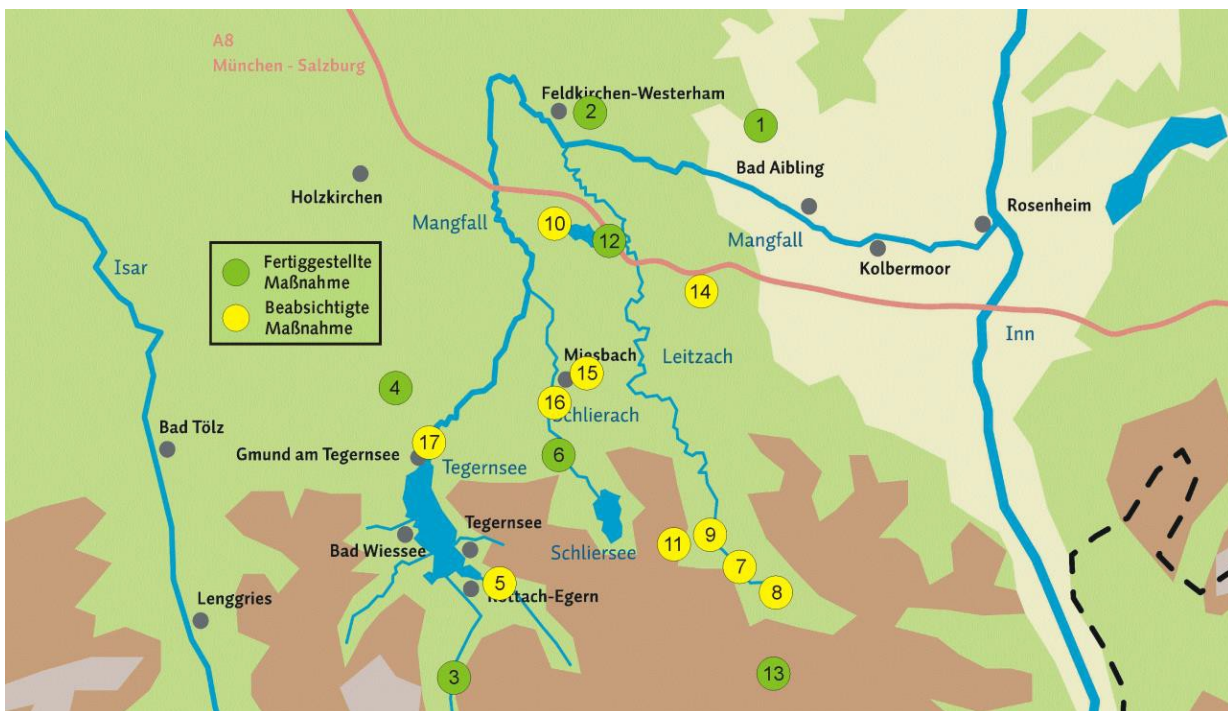 A8
München - Salzburg
Feldkirchen-Westerham
2
1
Bad Aibling
Holzkirchen
Rosenheim
Mangfall
10
12
Mangfall
Kolbermoor
Isar
Fertiggestellte
Maßnahme
Beabsichtigte
Maßnahme
14
Inn
Miesbach
15
Leitzach
4
16
Schlierach
Bad Tölz
17
Gmund am Tegernsee
6
Tegernsee
Tegernsee
Bad Wiessee
Schliersee
11
9
7
8
5
Rottach-Egern
Lenggries
3
13